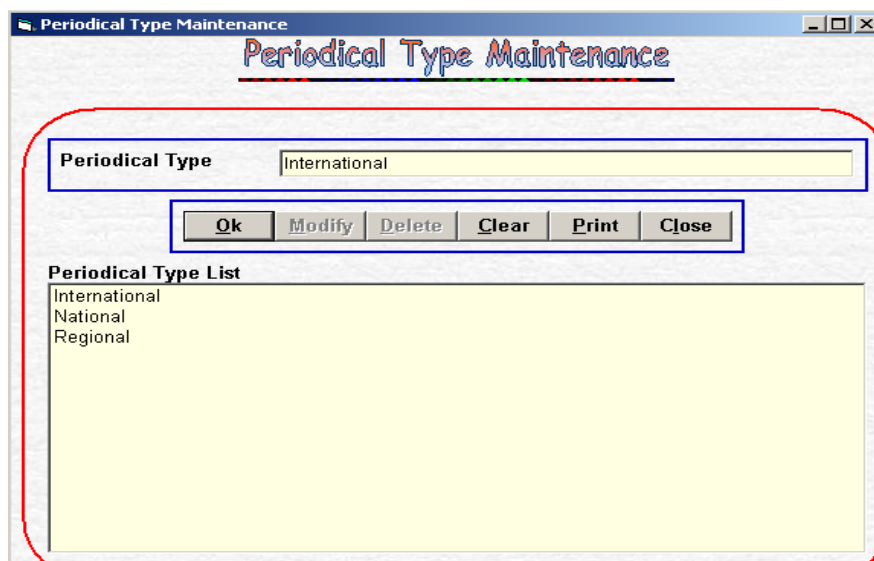 Periodical Type Maintenance
Periodical Type Maintenance
Periodical Type International
Ok Modify Delete Clear Print Close
Periodical Type List
International
National
Regional